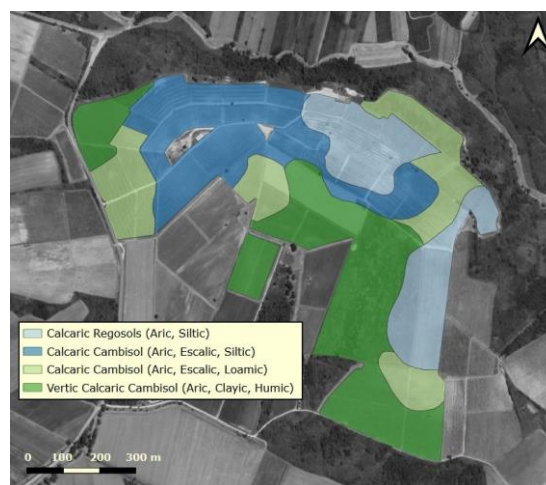 Calcaric Regosols (Aric, Siltic)
Calcaric Cambisol (Aric, Escalic, Siltic)
Calcaric Cambisol (Aric, Escalic, Loamic)
Vertic Calcaric Cambisol (Aric, Clayic, Humic)
0 100 200 300 m